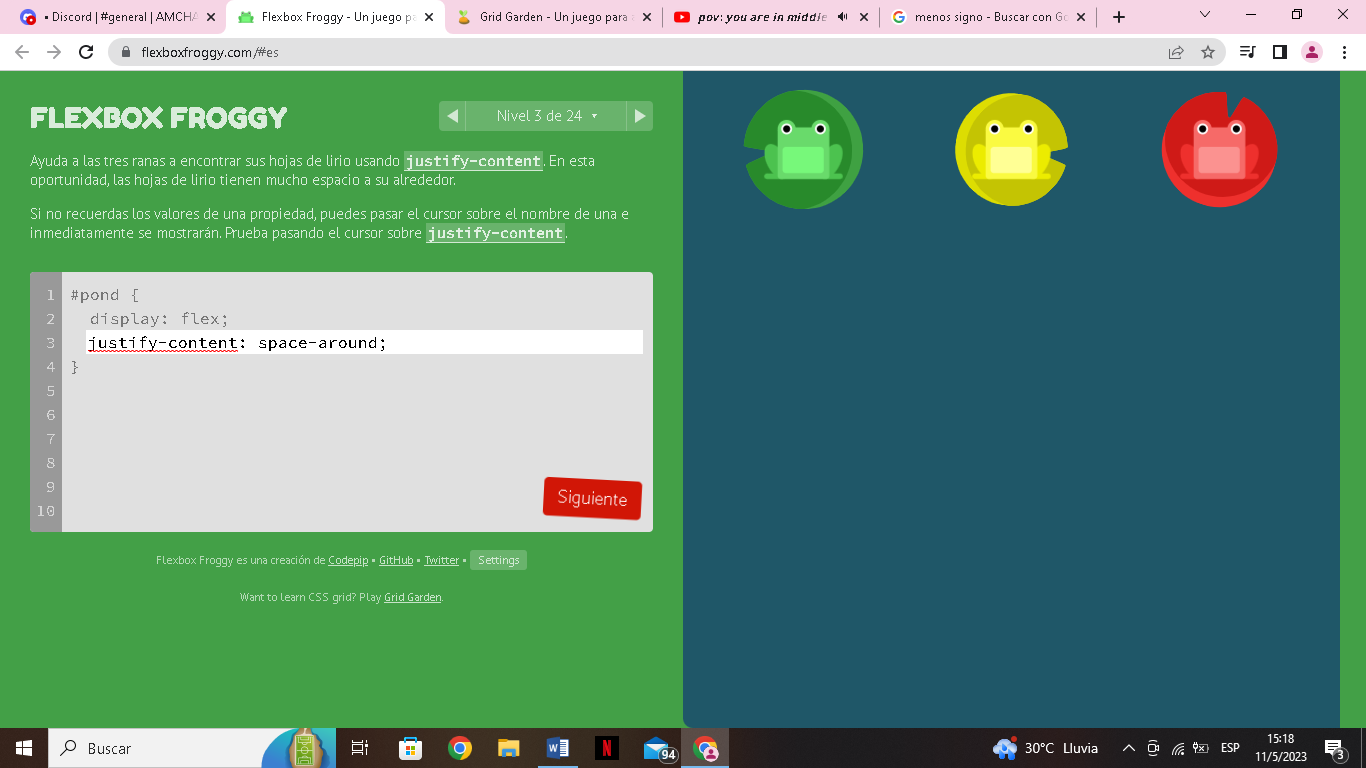 • Discord | #general | AMCHA
Flexbox Froggy - Un juego pa
Grid Garden - Un juego para
pov: you are in middle
menos signo - Buscar con Go
flexboxfroggy.com/#es
FLEXBOX FROGGY
Nivel 3 de 24 ▾
Ayuda a las tres ranas a encontrar sus hojas de lirio usando justify-content. En esta
oportunidad, las hojas de lirio tienen mucho espacio a su alrededor.
Si no recuerdas los valores de una propiedad, puedes pasar el cursor sobre el nombre de una e
inmediatamente se mostrarán. Prueba pasando el cursor sobre justify-content.
1 #pond {
2 display: flex;
3 justify-content: space-around;
4 }
5
6
7
8
9
10
Siguiente
Flexbox Froggy es una creación de Codepip • GitHub • Twitter • Settings
Want to learn CSS grid? Play Grid Garden.
Buscar
W
N
94
30°C Lluvia
ESP
15:18
11/5/2023
3